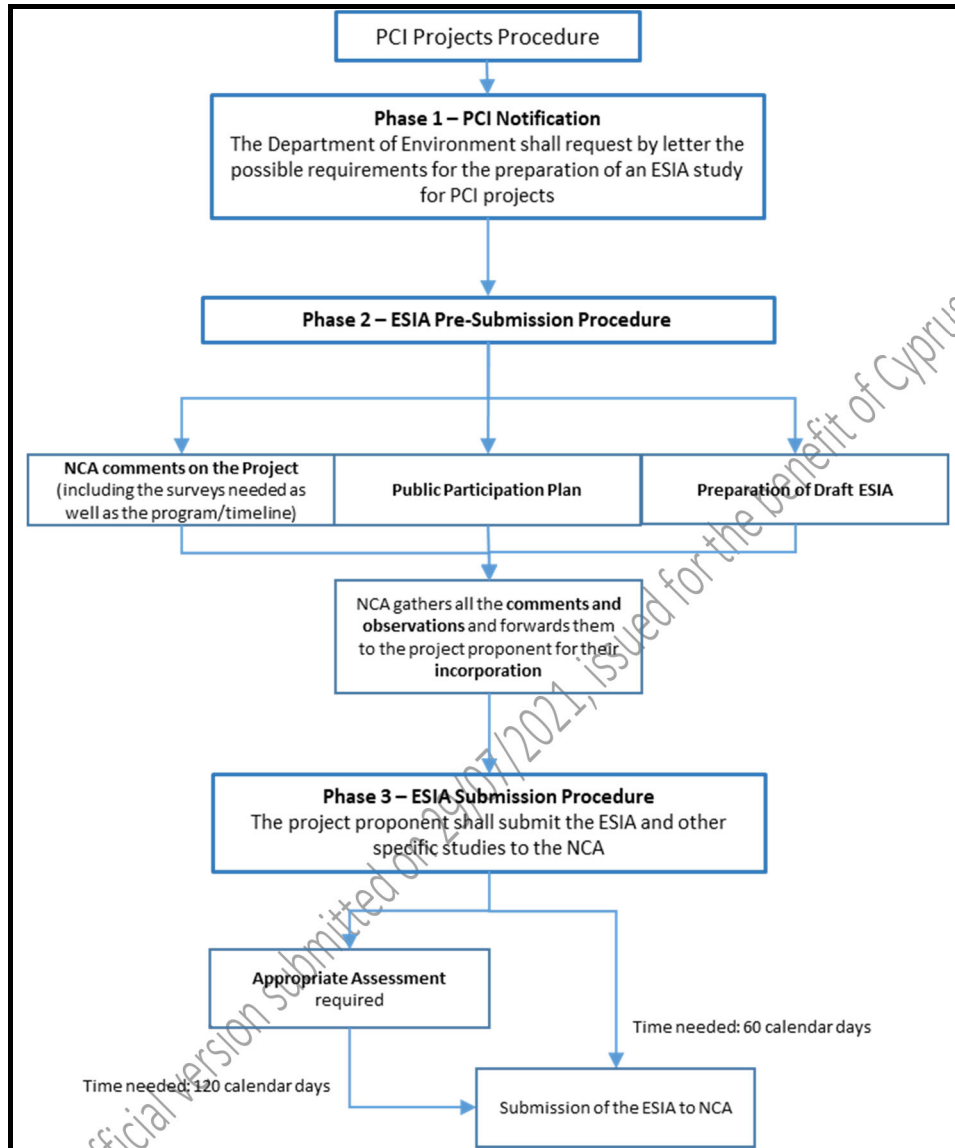 PCI Projects Procedure
Phase 1 – PCI Notification
The Department of Environment shall request by letter the
possible requirements for the preparation of an ESIA study
for PCI projects
Phase 2 – ESIA Pre-Submission Procedure
NCA comments on the Project
(including the surveys needed as
well as the program/timeline)
Public Participation Plan
Preparation of Draft ESIA
NCA gathers all the comments and
observations and forwards them
to the project proponent for their
incorporation
Phase 3 – ESIA Submission Procedure
The project proponent shall submit the ESIA and other
specific studies to the NCA
Appropriate Assessment
required
Time needed: 60 calendar days
Time needed: 120 calendar days
Submission of the ESIA to NCA
official version submitted on 29/07/2021, issued for the benefit of Cyprus